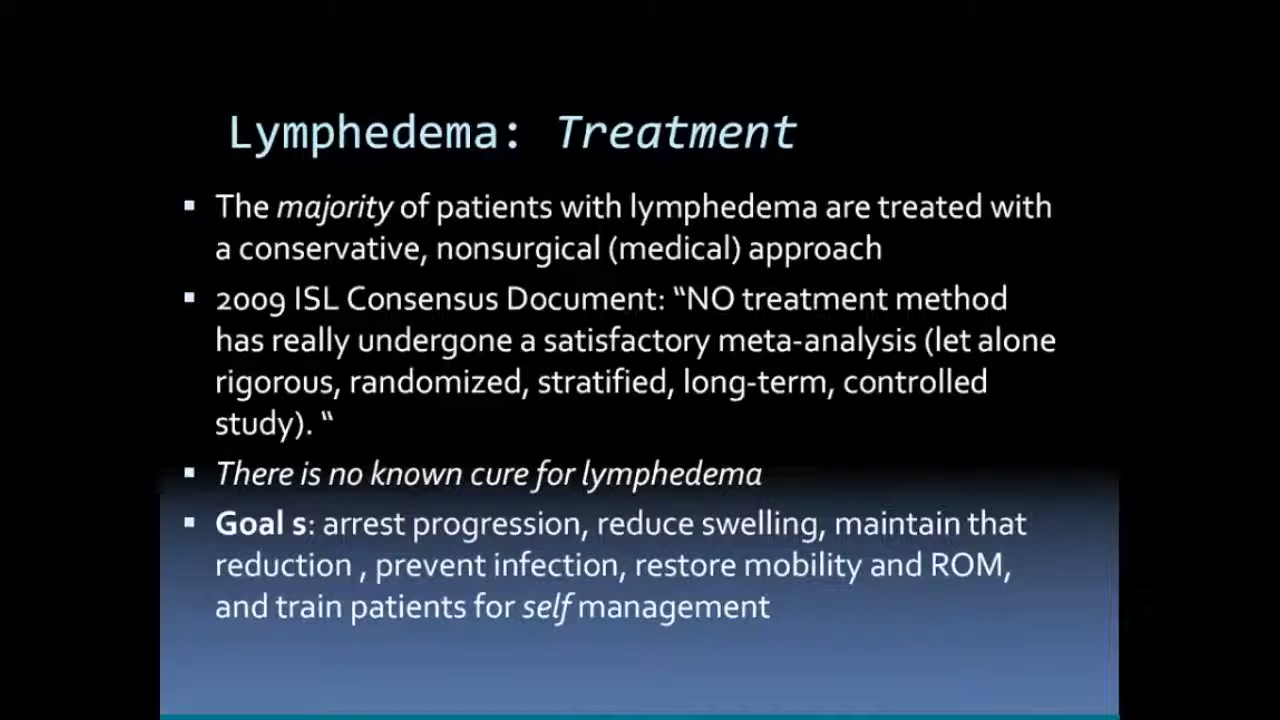 Lymphedema: Treatment
▪ The majority of patients with lymphedema are treated with
a conservative, nonsurgical (medical) approach
▪ 2009 ISL Consensus Document: “NO treatment method
has really undergone a satisfactory meta-analysis (let alone
rigorous, randomized, stratified, long-term, controlled
study). “
▪ There is no known cure for lymphedema
▪ Goal s: arrest progression, reduce swelling, maintain that
reduction , prevent infection, restore mobility and ROM,
and train patients for self management